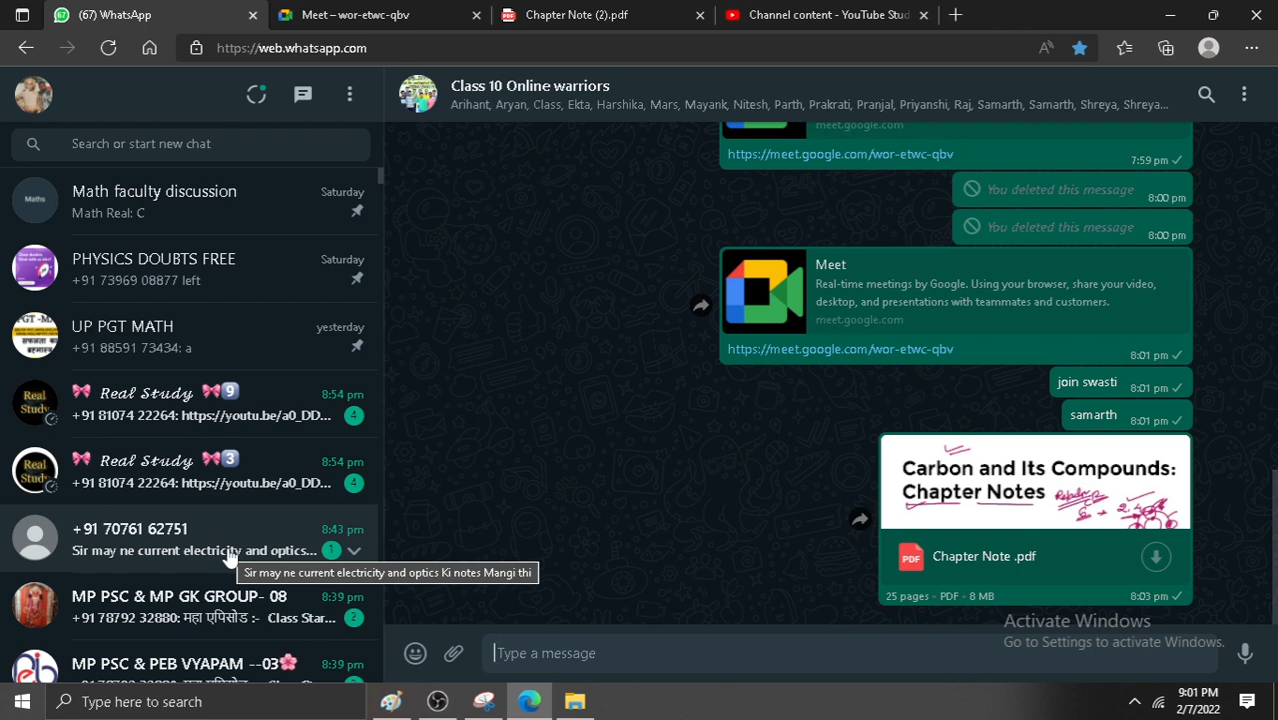 (17) WhatsApp
Meet – wor-etwc-qbv
Chapter Note (2).pdf
Channel content - YouTube Stud
https://web.whatsapp.com
Class 10 Online warriors
Arihant, Aryan, Class, Ekta, Harshika, Mars, Mayank, Nitesh, Parth, Prakrati, Pranjal, Priyanshi, Raj, Samarth, Samarth, Shreya, Shreya...
Search or start new chat
Maths
Math faculty discussion
Saturday
Math Real: C
PHYSICS DOUBTS FREE
Saturday
+91 73969 08877 left
UP PGT MATH
yesterday
+91 88591 73434: a
Real Study
🎀 Real Study 🎀9️⃣
8:54 pm
+91 81074 22264: https://youtu.be/a0_DD...
4
Real Study
🎀 Real Study 🎀3️⃣
8:54 pm
+91 81074 22264: https://youtu.be/a0_DD...
4
+91 70761 62751
8:43 pm
Sir may ne current electricity and optics...
1
Sir may ne current electricity and optics Ki notes Mangi thi
MP PSC & MP GK GROUP- 08
8:39 pm
+91 78792 32880: महा एपिसोड :- Class Star...
2
MP PSC & PEB VYAPAM --03🌸
8:39 pm
meet.google.com
https://meet.google.com/wor-etwc-qbv
7:59 pm
You deleted this message
8:00 pm
You deleted this message
8:00 pm
Meet
Real-time meetings by Google. Using your browser, share your video,
desktop, and presentations with teammates and customers.
meet.google.com
https://meet.google.com/wor-etwc-qbv
8:01 pm
join swasti
8:01 pm
samarth
8:01 pm
Carbon and Its Compounds:
Chapter Notes
PDF
Chapter Note .pdf
25 pages • PDF • 8 MB
8:03 pm
Activate Windows
Go to Settings to activate Windows.
Type a message
Type here to search
9:01 PM
2/7/2022